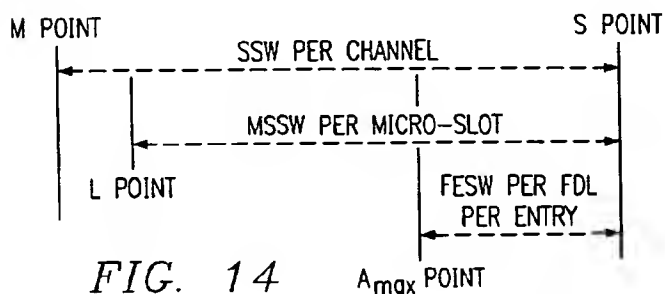 M POINT
S POINT
SSW PER CHANNEL
MSSW PER MICRO-SLOT
L POINT
FESW PER FDL
PER ENTRY
FIG. 14
Amax POINT